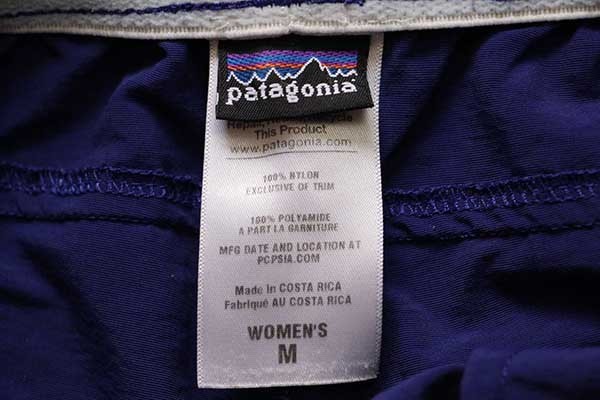 patagonia
This Product
www.patagonia.com
100% NYLON
EXCLUSIVE OF TRIM
100% POLYAMIDE
A PART LA GARNITURE
MFG DATE AND LOCATION AT
PCPSIA.COM
Made IN COSTA RICA
Fabriqué AU COSTA RICA
WOMEN'S
M